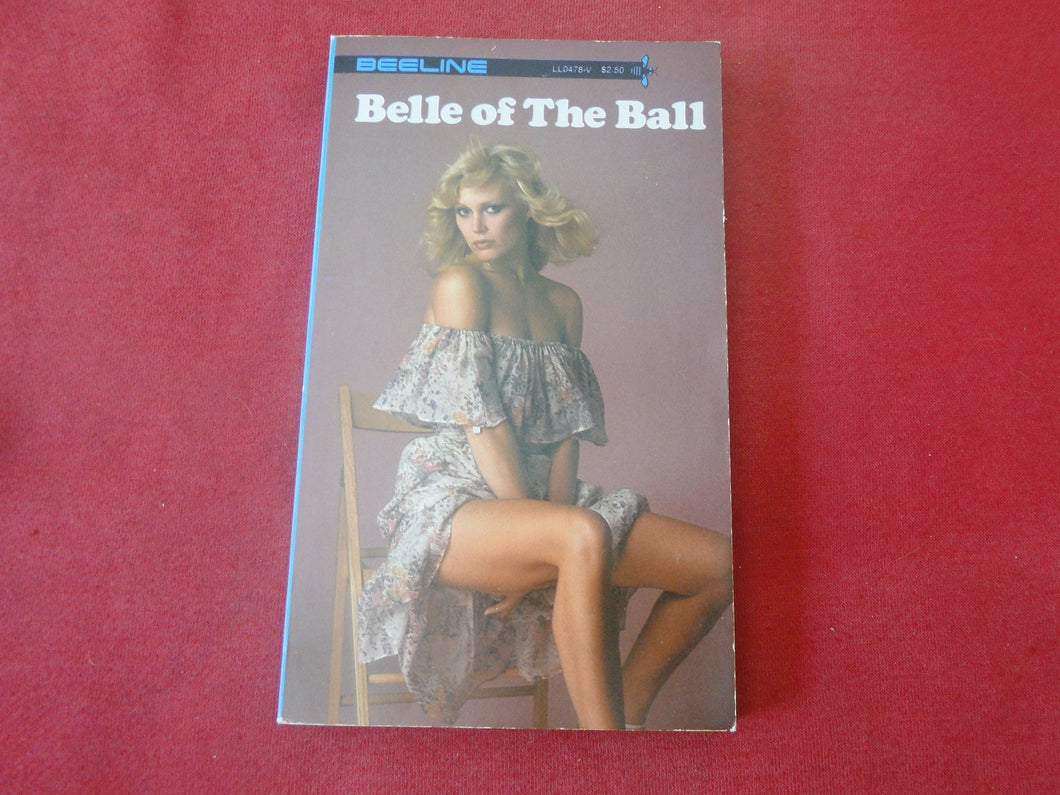 BEELINE LL0478-V $2.50
Belle of The Ball